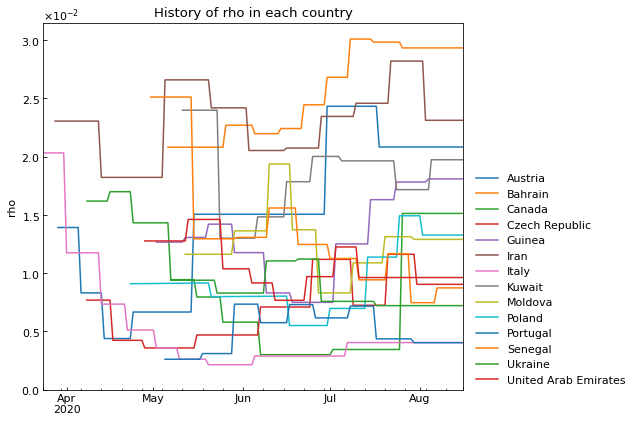 History of rho in each country
×10−2
3.0
2.5
2.0
1.5
1.0
0.5
0.0
rho
Apr
2020
May
Jun
Jul
Aug
Austria
Bahrain
Canada
Czech Republic
Guinea
Iran
Italy
Kuwait
Moldova
Poland
Portugal
Senegal
Ukraine
United Arab Emirates